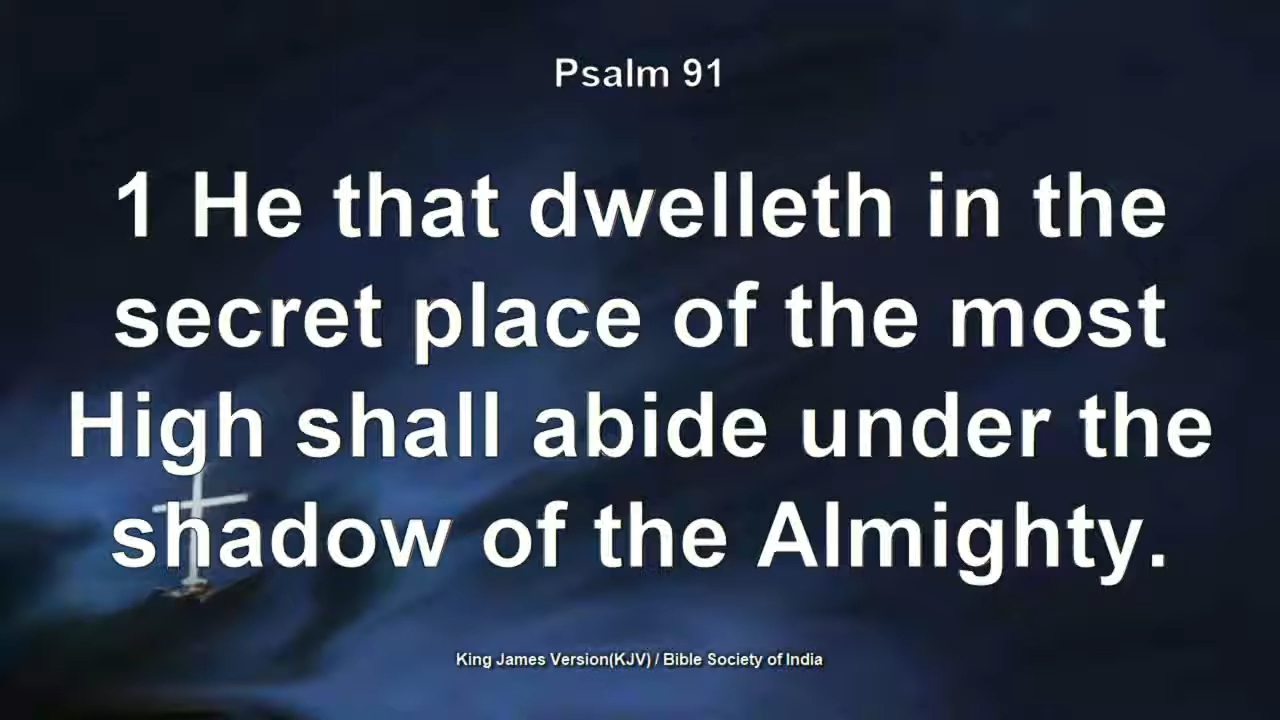 Psalm 91
1 He that dwelleth in the
secret place of the most
High shall abide under the
shadow of the Almighty.
King James Version(KJV) / Bible Society of India